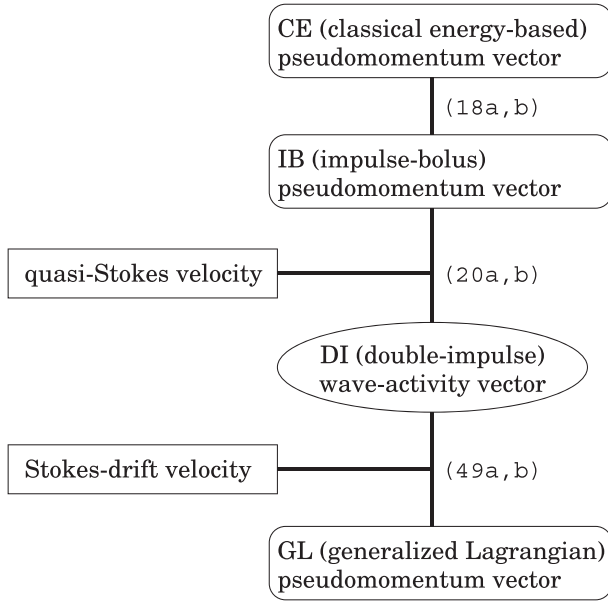 CE (classical energy-based)
pseudomomentum vector
(18a,b)
IB (impulse-bolus)
pseudomomentum vector
quasi-Stokes velocity
(20a,b)
DI (double-impulse)
wave-activity vector
Stokes-drift velocity
(49a,b)
GL (generalized Lagrangian)
pseudomomentum vector